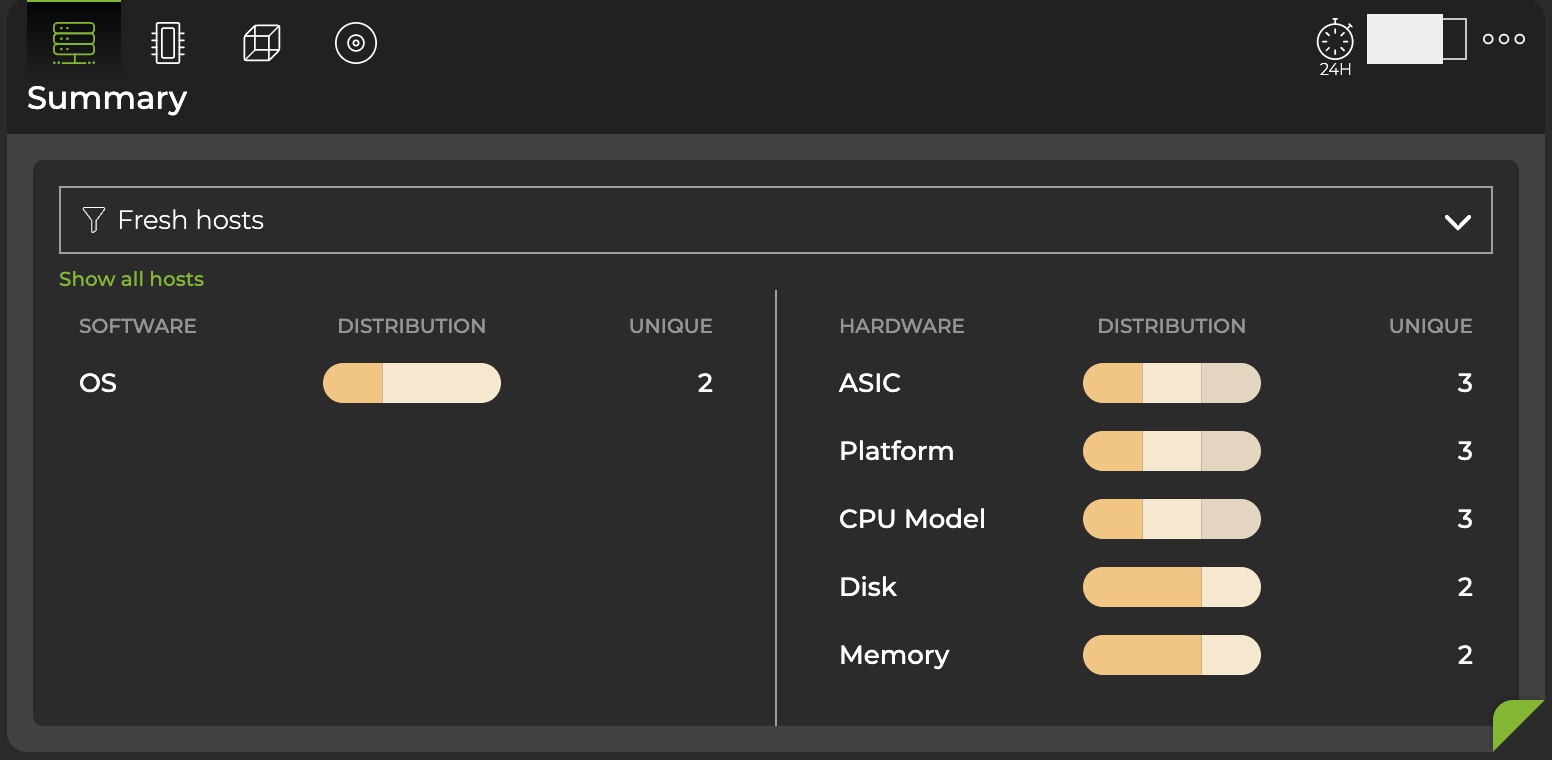 24H
Summary
Fresh hosts
Show all hosts
SOFTWARE DISTRIBUTION UNIQUE
OS 2
HARDWARE DISTRIBUTION UNIQUE
ASIC 3
Platform 3
CPU Model 3
Disk 2
Memory 2